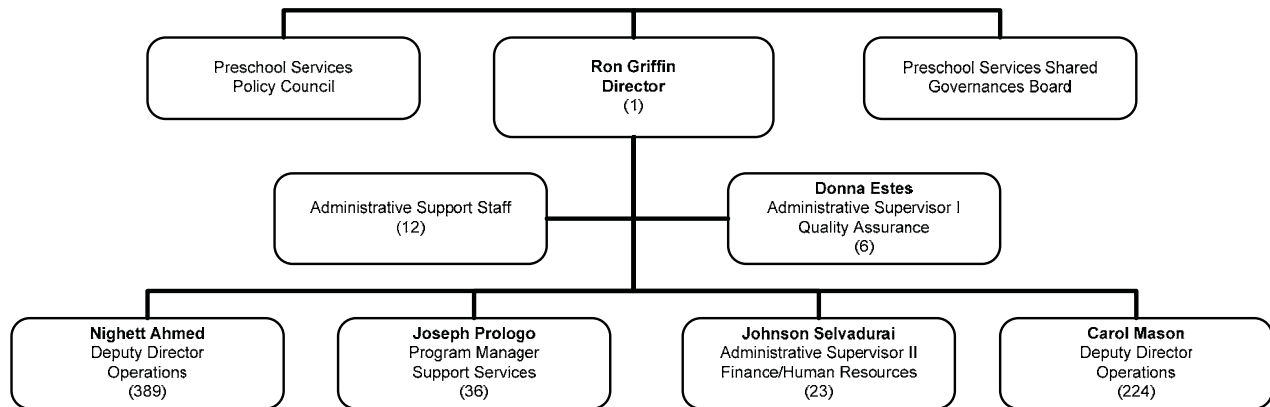 Preschool Services
Policy Council
Ron Griffin
Director
(1)
Preschool Services Shared
Governances Board
Administrative Support Staff
(12)
Donna Estes
Administrative Supervisor I
Quality Assurance
(6)
Nighett Ahmed
Deputy Director
Operations
(389)
Joseph Prologo
Program Manager
Support Services
(36)
Johnson Selvadurai
Administrative Supervisor II
Finance/Human Resources
(23)
Carol Mason
Deputy Director
Operations
(224)